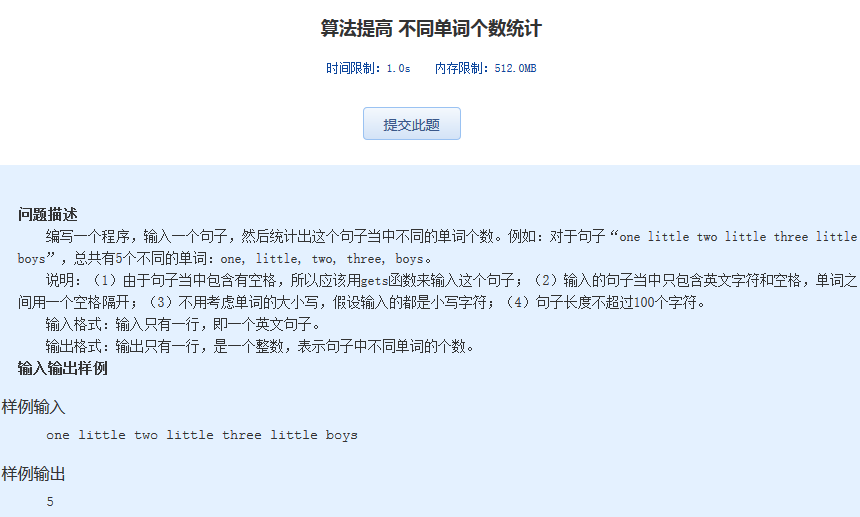 算法提高 不同单词个数统计
时间限制：1.0s 内存限制：512.0MB
提交此题
问题描述
编写一个程序，输入一个句子，然后统计出这个句子当中不同的单词个数。例如：对于句子“one little two little three little
boys”，总共有5个不同的单词：one, little, two, three, boys。
说明：（1）由于句子当中包含有空格，所以应该用gets函数来输入这个句子；（2）输入的句子当中只包含英文字符和空格，单词之
间用一个空格隔开；（3）不用考虑单词的大小写，假设输入的都是小写字符；（4）句子长度不超过100个字符。
输入格式：输入只有一行，即一个英文句子。
输出格式：输出只有一行，是一个整数，表示句子中不同单词的个数。
输入输出样例
样例输入
one little two little three little boys
样例输出
5